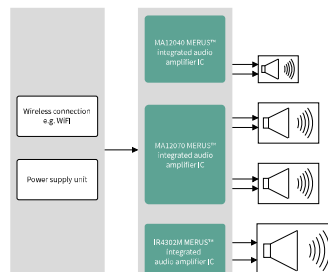 Wireless connection
e.g. WiFI
Power supply unit
MA12040 MERUS™
integrated audio
amplifier IC
MA12070 MERUS™
integrated audio
amplifier IC
IR4302M MERUS™
integrated
audio amplifier IC